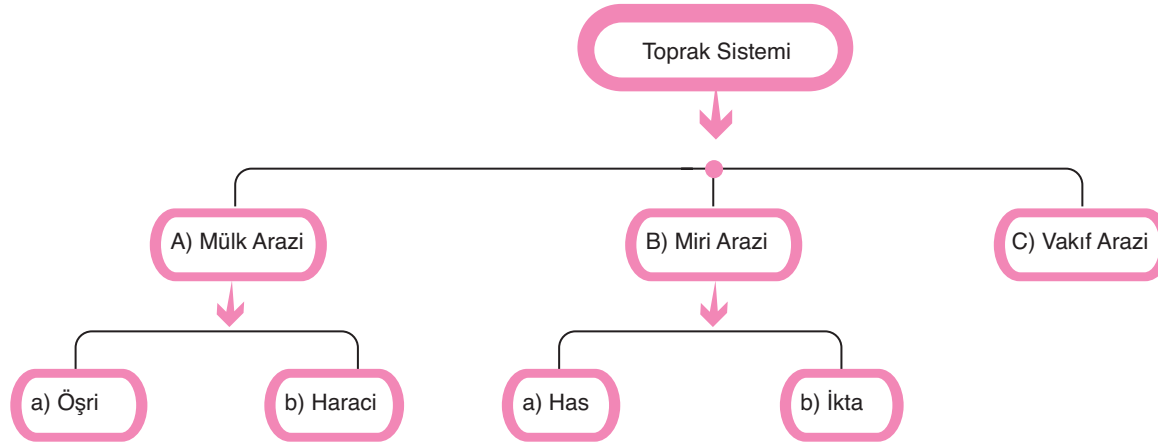 Toprak Sistemi
A) Mülk Arazi
B) Miri Arazi
C) Vakıf Arazi
a) Öşri
b) Haraci
a) Has
b) İkta